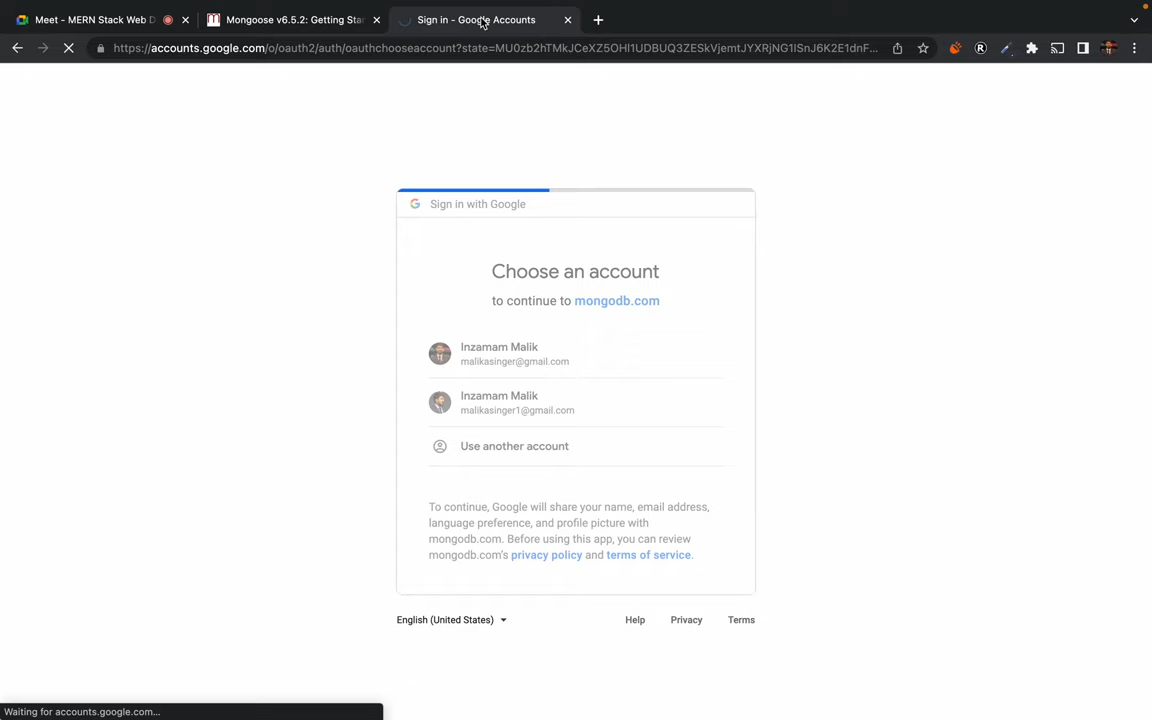 Meet - MERN Stack Web D
Mongoose v6.5.2: Getting Star
Sign in - Google Accounts
https://accounts.google.com/o/oauth2/auth/oauthchooseaccount?state=MU0zb2hTMkJCeXZ5OHl1UDBUQ3ZESkVjemtJYXRjNG1ISnJ6K2E1dnF...
Sign in with Google
Choose an account
to continue to mongodb.com
Inzamam Malik
malikasinger@gmail.com
Inzamam Malik
malikasinger1@gmail.com
Use another account
To continue, Google will share your name, email address,
language preference, and profile picture with
mongodb.com. Before using this app, you can review
mongodb.com's privacy policy and terms of service.
English (United States)
Help
Privacy
Terms
Waiting for accounts.google.com...